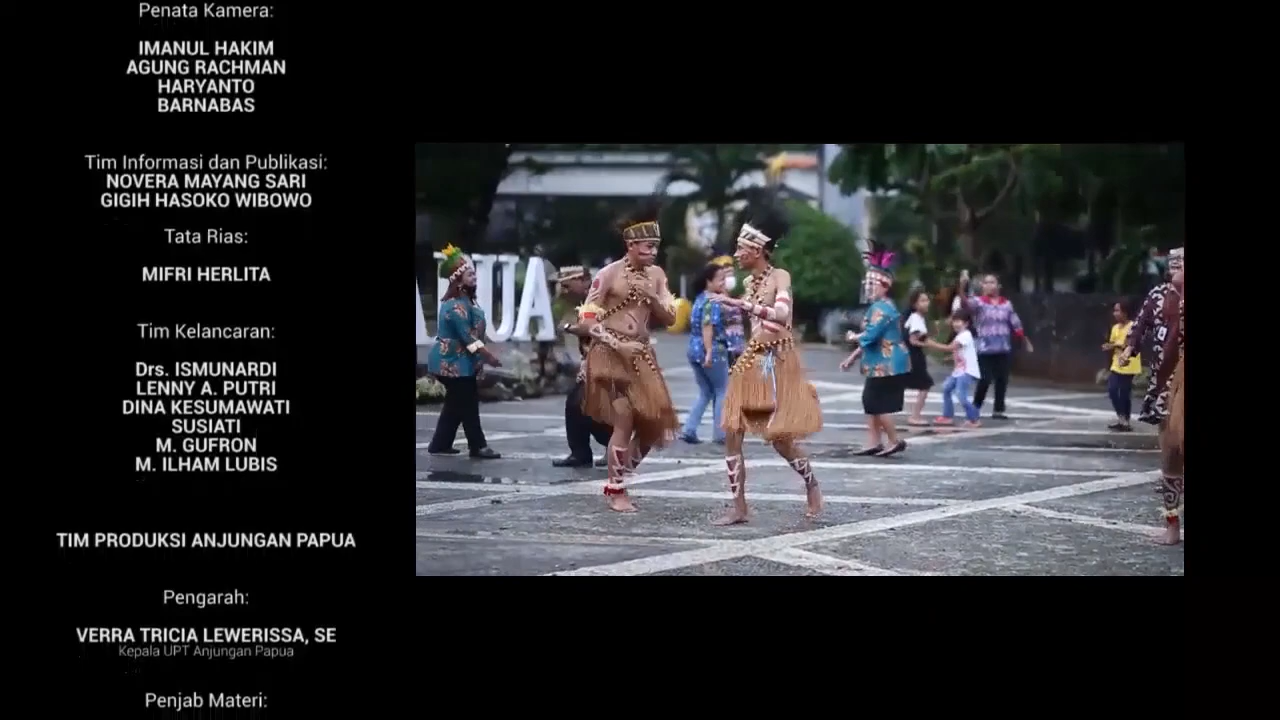 Penata Kamera:
IMANUL HAKIM
AGUNG RACHMAN
HARYANTO
BARNABAS
Tim Informasi dan Publikasi:
NOVERA MAYANG SARI
GIGIH HASOKO WIBOWO
Tata Rias:
MIFRI HERLITA
Tim Kelancaran:
Drs. ISMUNARDI
LENNY A. PUTRI
DINA KESUMAWATI
SUSIATI
M. GUFRON
M. ILHAM LUBIS
TIM PRODUKSI ANJUNGAN PAPUA
Pengarah:
VERRA TRICIA LEWERISSA, SE
Kepala UPT Anjungan Papua
Penjab Materi:
UA